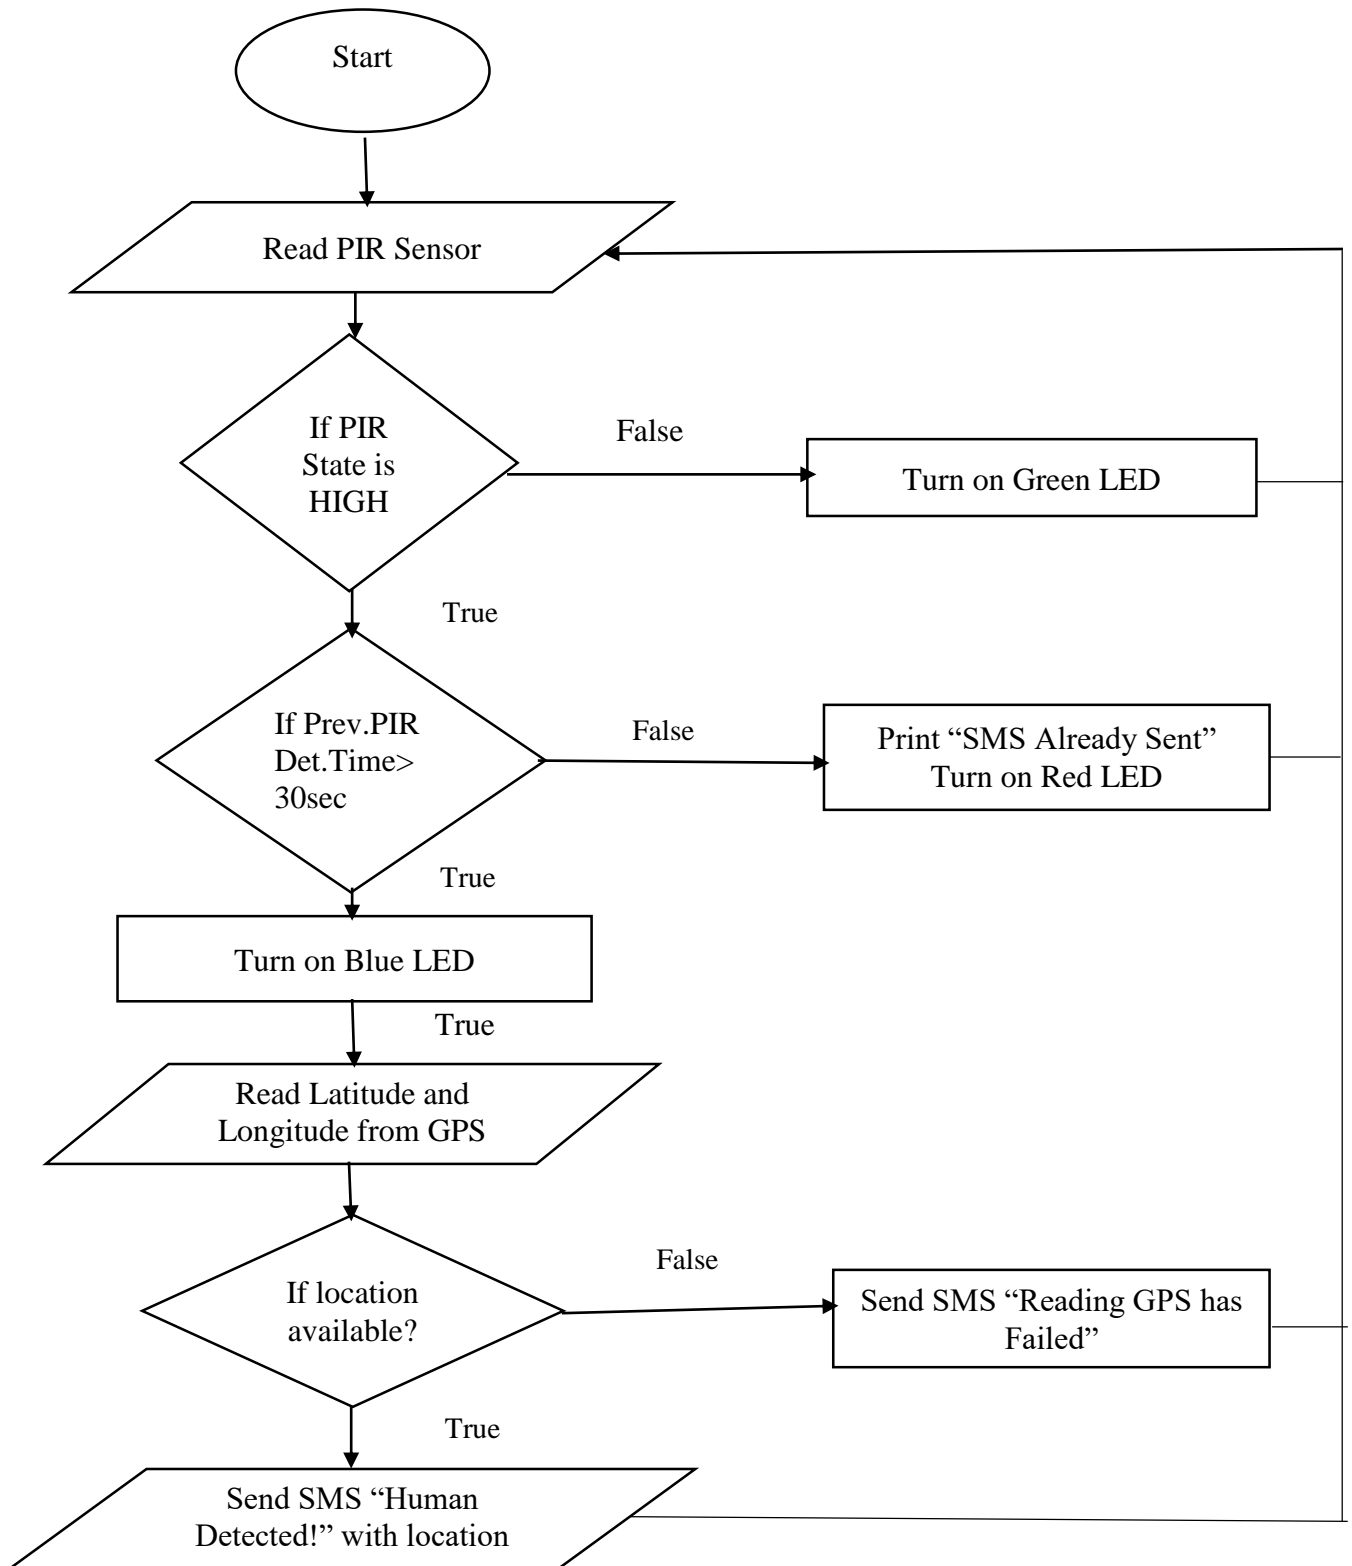 Start
Read PIR Sensor
If PIR
State is
HIGH
False
Turn on Green LED
True
If Prev.PIR
Det.Time>
30sec
False
Print “SMS Already Sent”
Turn on Red LED
True
Turn on Blue LED
True
Read Latitude and
Longitude from GPS
If location
available?
False
Send SMS “Reading GPS has
Failed”
True
Send SMS “Human
Detected!” with location